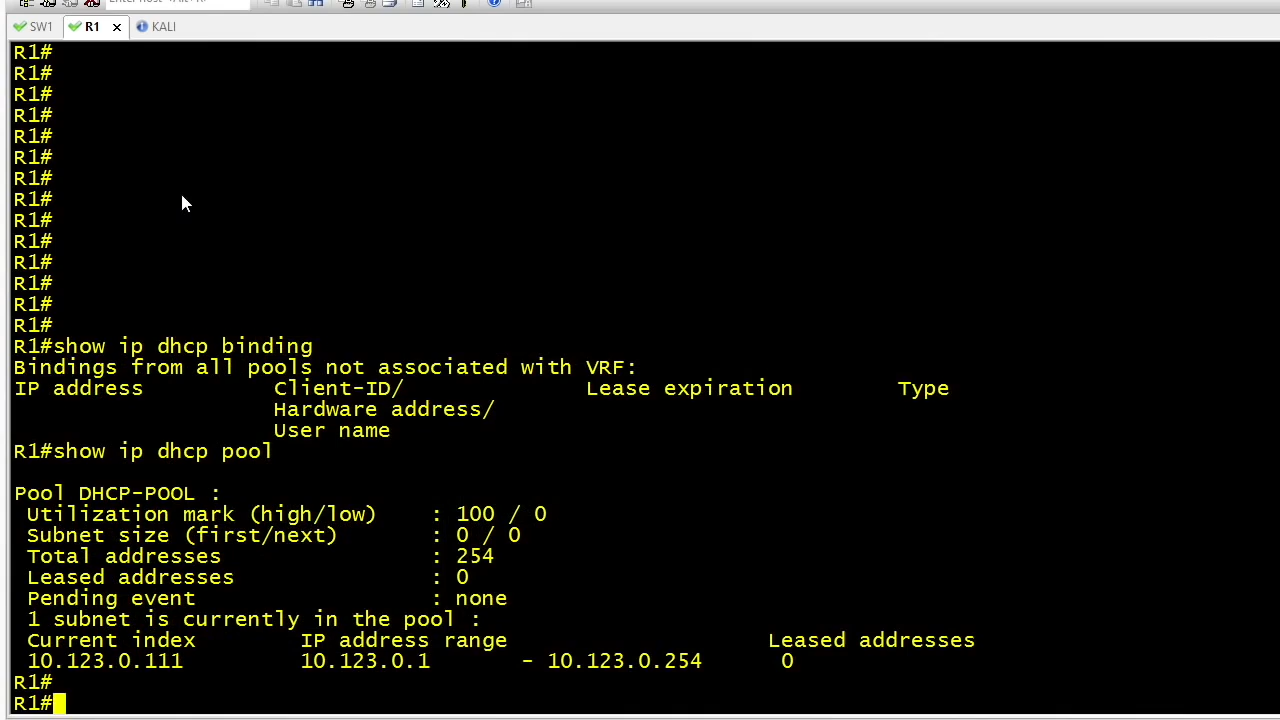 Enter host <Alt+R>
SW1 R1 KALI
R1#
R1#
R1#
R1#
R1#
R1#
R1#
R1#
R1#
R1#
R1#
R1#
R1#
R1#
R1#show ip dhcp binding
Bindings from all pools not associated with VRF:
IP address Client-ID/ Lease expiration Type
Hardware address/
User name
R1#show ip dhcp pool
Pool DHCP-POOL :
Utilization mark (high/low) : 100 / 0
Subnet size (first/next) : 0 / 0
Total addresses : 254
Leased addresses : 0
Pending event : none
1 subnet is currently in the pool :
Current index IP address range Leased addresses
10.123.0.111 10.123.0.1 - 10.123.0.254 0
R1#
R1#